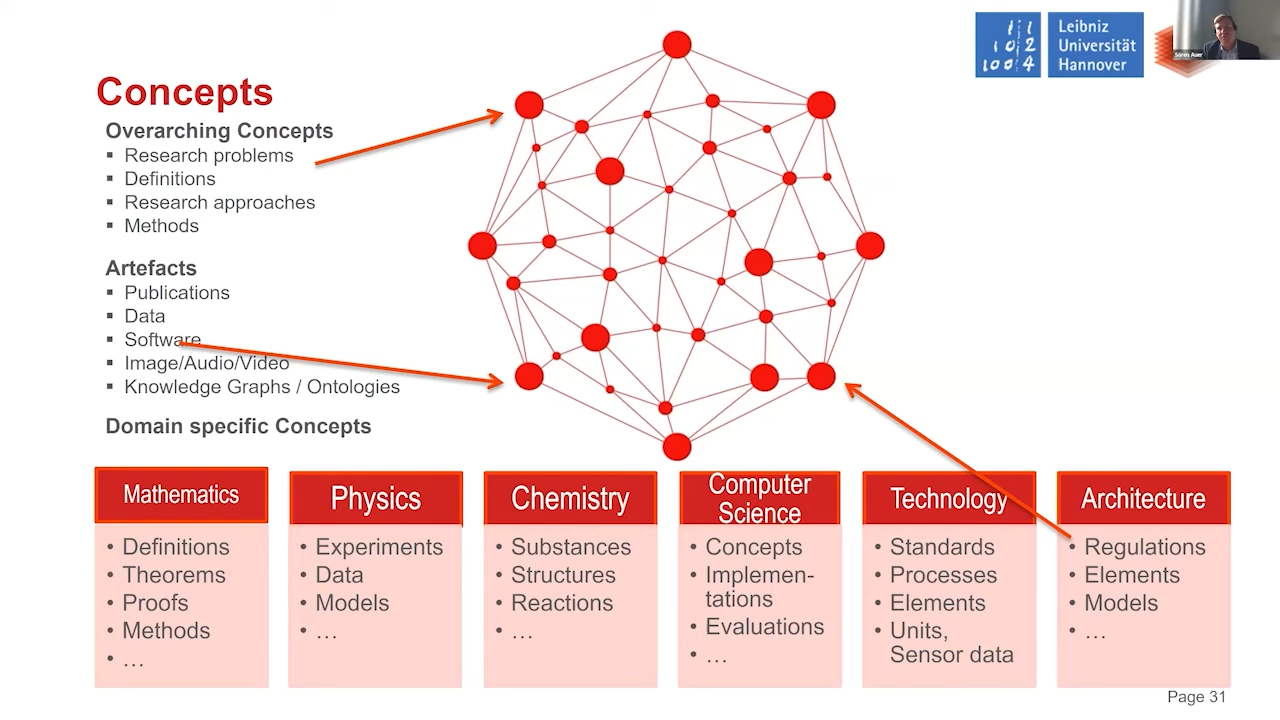 Leibniz
Universität
Hannover
Sören Auer
Concepts
Overarching Concepts
▪ Research problems
▪ Definitions
▪ Research approaches
▪ Methods
Artefacts
▪ Publications
▪ Data
▪ Software
▪ Image/Audio/Video
▪ Knowledge Graphs / Ontologies
Domain specific Concepts
Mathematics
• Definitions
• Theorems
• Proofs
• Methods
• …
Physics
• Experiments
• Data
• Models
• …
Chemistry
• Substances
• Structures
• Reactions
• …
Computer
Science
• Concepts
• Implemen-
tations
• Evaluations
• …
Technology
• Standards
• Processes
• Elements
• Units,
Sensor data
Architecture
• Regulations
• Elements
• Models
• …
Page 31